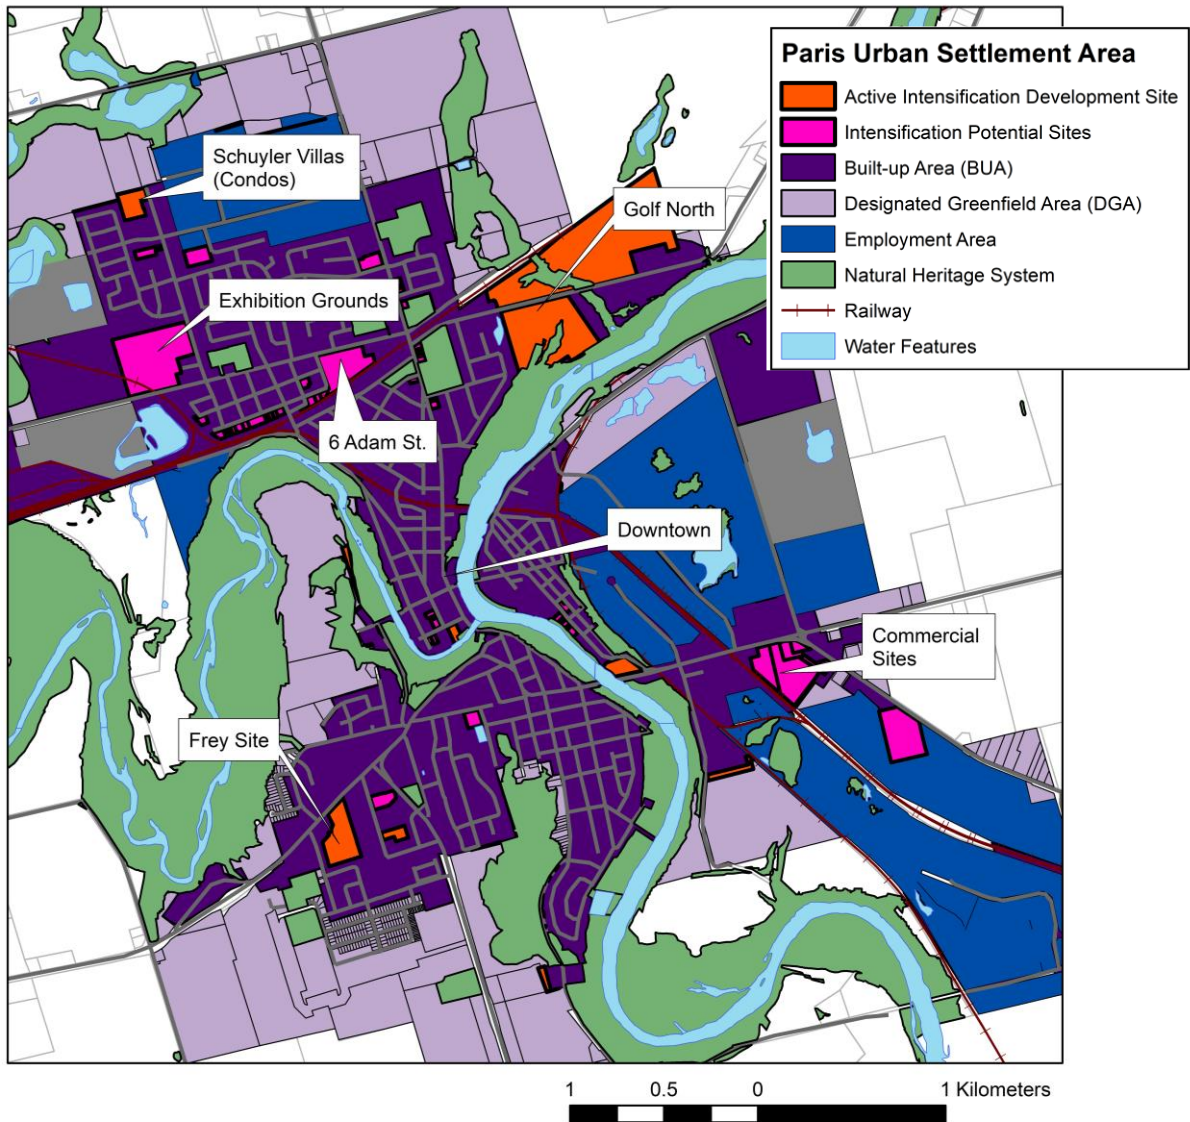 Paris Urban Settlement Area
Active Intensification Development Site
Intensification Potential Sites
Built-up Area (BUA)
Designated Greenfield Area (DGA)
Employment Area
Natural Heritage System
Railway
Water Features
Schuyler Villas
(Condos)
Golf North
Exhibition Grounds
6 Adam St.
Downtown
Commercial
Sites
Frey Site
1 0.5 0 1 Kilometers